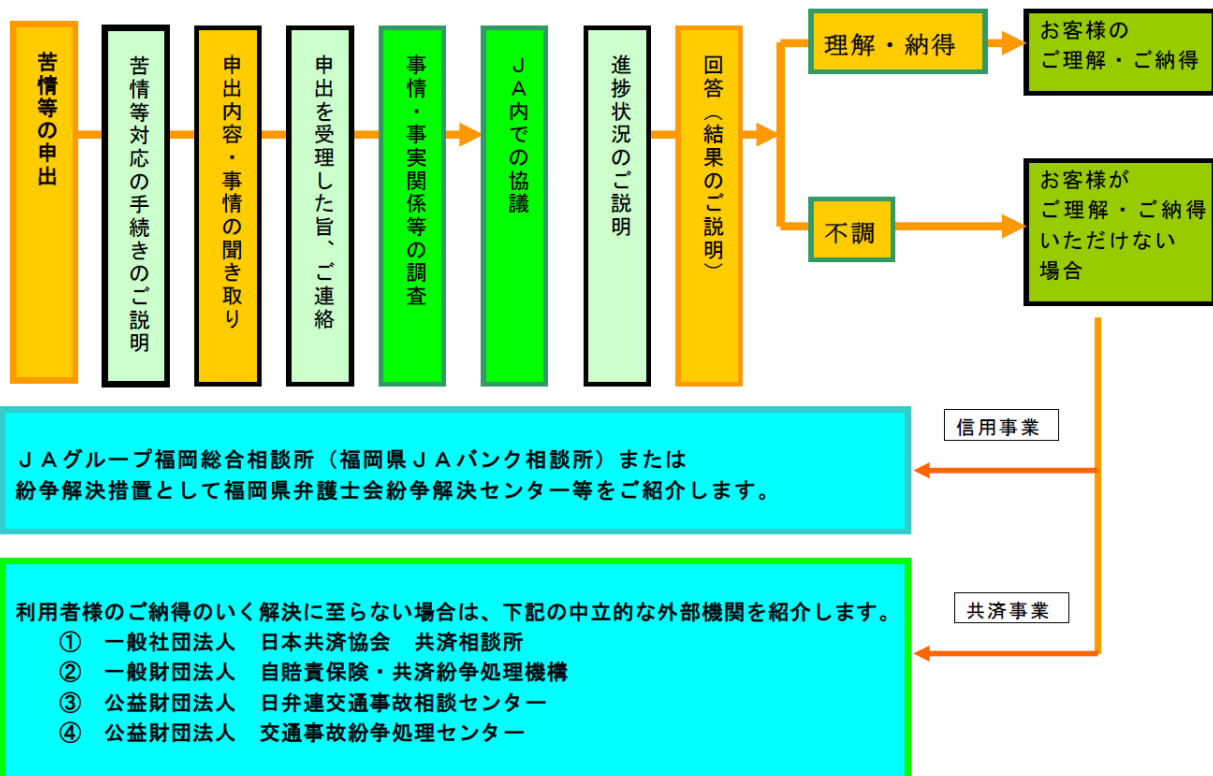 苦情等の申出
苦情等対応の手続きのご説明
申出内容・事情の聞き取り
申出を受理した旨、ご連絡
事情・事実関係等の調査
ＪＡ内での協議
進捗状況のご説明
回答（結果のご説明）
理解・納得
お客様の
ご理解・ご納得
不調
お客様が
ご理解・ご納得
いただけない
場合
信用事業
ＪＡグループ福岡総合相談所（福岡県ＪＡバンク相談所）または
紛争解決措置として福岡県弁護士会紛争解決センター等をご紹介します。
共済事業
利用者様のご納得のいく解決に至らない場合は、下記の中立的な外部機関を紹介します。
①　一般社団法人　日本共済協会　共済相談所
②　一般財団法人　自賠責保険・共済紛争処理機構
③　公益財団法人　日弁連交通事故相談センター
④　公益財団法人　交通事故紛争処理センター